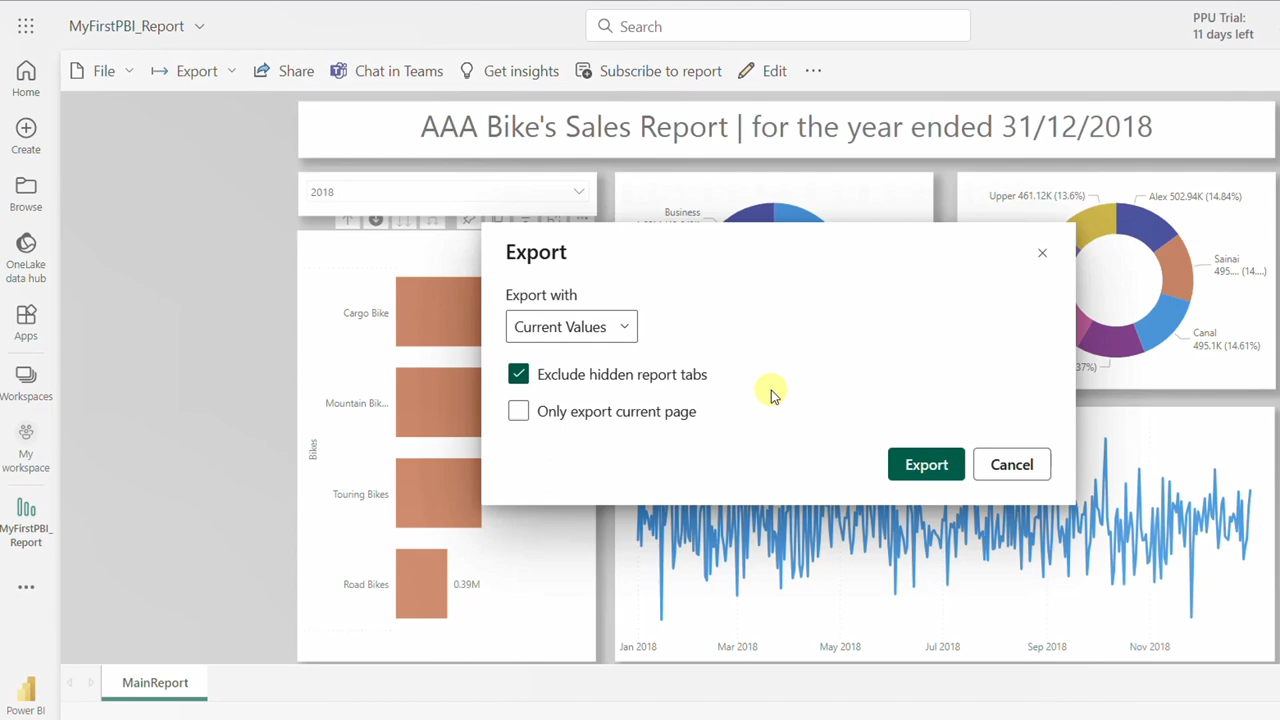 MyFirstPBI_Report
Search
PPU Trial:
11 days left
File
Export
Share
Chat in Teams
Get insights
Subscribe to report
Edit
Home
Create
Browse
OneLake
data hub
Apps
Workspaces
My
workspace
MyFirstPBI_
Report
Power BI
AAA Bike's Sales Report | for the year ended 31/12/2018
2018
Business
Upper 461.12K (13.6%)
Alex 502.94K (14.84%)
Sainai
495.... (14....)
Canal
495.1K (14.61%)
37%)
Export
Export with
Current Values
Exclude hidden report tabs
Only export current page
Export
Cancel
Bikes
Cargo Bike
Mountain Bik...
Touring Bikes
Road Bikes
0.39M
Jan 2018
Mar 2018
May 2018
Jul 2018
Sep 2018
Nov 2018
MainReport